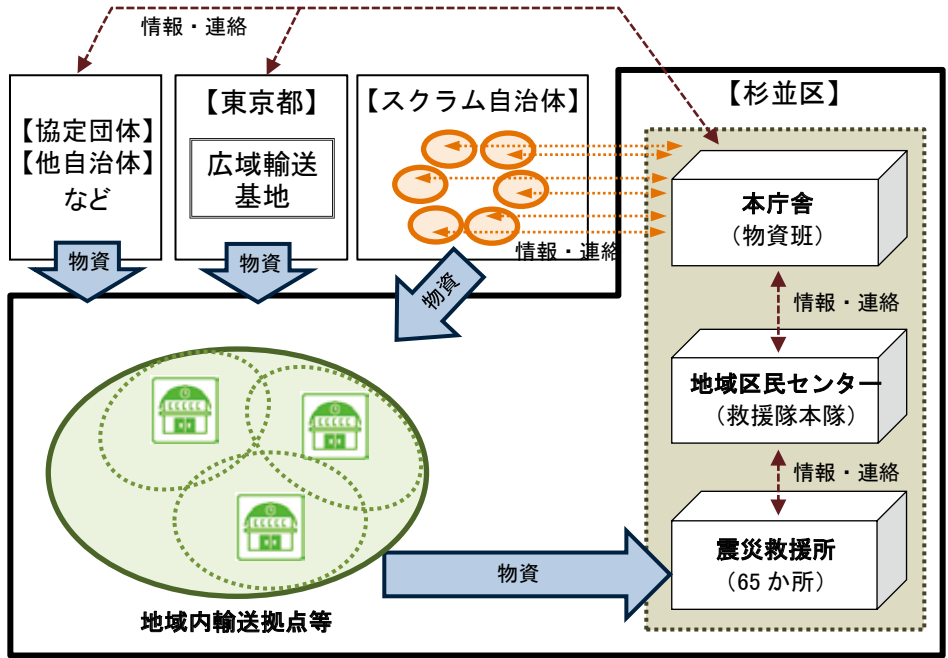 情報・連絡
【協定団体】
【他自治体】
など
【東京都】
広域輸送
基地
【スクラム自治体】
情報・連絡
【杉並区】
本庁舎
（物資班）
物資
物資
物資
情報・連絡
地域区民センター
（救援隊本隊）
情報・連絡
震災救援所
（65か所）
物資
地域内輸送拠点等